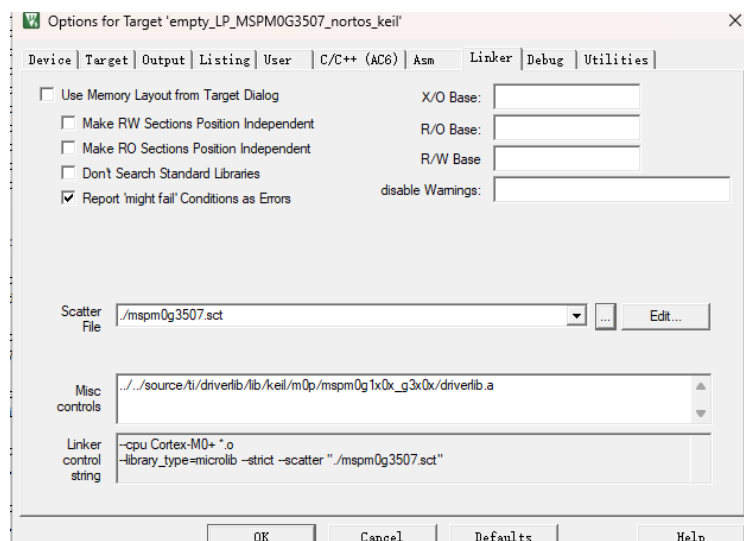 Options for Target 'empty_LP_MSPM0G3507_nortos_keil'
Device Target Output Listing User C/C++ (AC6) Asm Linker Debug Utilities
Use Memory Layout from Target Dialog
X/O Base:
Make RW Sections Position Independent
R/O Base:
Make RO Sections Position Independent
R/W Base
Don't Search Standard Libraries
disable Warnings:
Report 'might fail' Conditions as Errors
Scatter
File
./mspm0g3507.sct
...
Edit...
Misc
controls
../../source/ti/driverlib/lib/keil/m0p/mspm0g1x0x_g3x0x/driverlib.a
Linker
control
string
--cpu Cortex-M0+ *.o
--library_type=microlib --strict --scatter "./mspm0g3507.sct"
OK Cancel Defaults Help